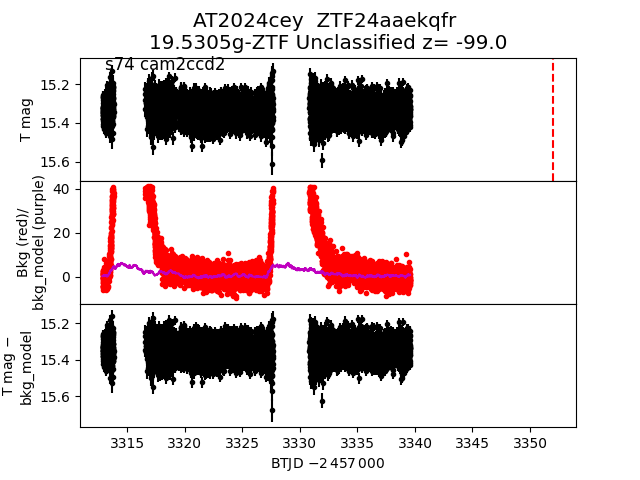 AT2024cey  ZTF24aaekqfr
19.5305g-ZTF Unclassified z= -99.0
s74 cam2ccd2
15.2
15.4
15.6
T mag
40
20
0
Bkg (red)/
bkg_model (purple)
15.2
15.4
15.6
T mag −
bkg_model
3315 3320 3325 3330 3335 3340 3345 3350
BTJD −2 457 000